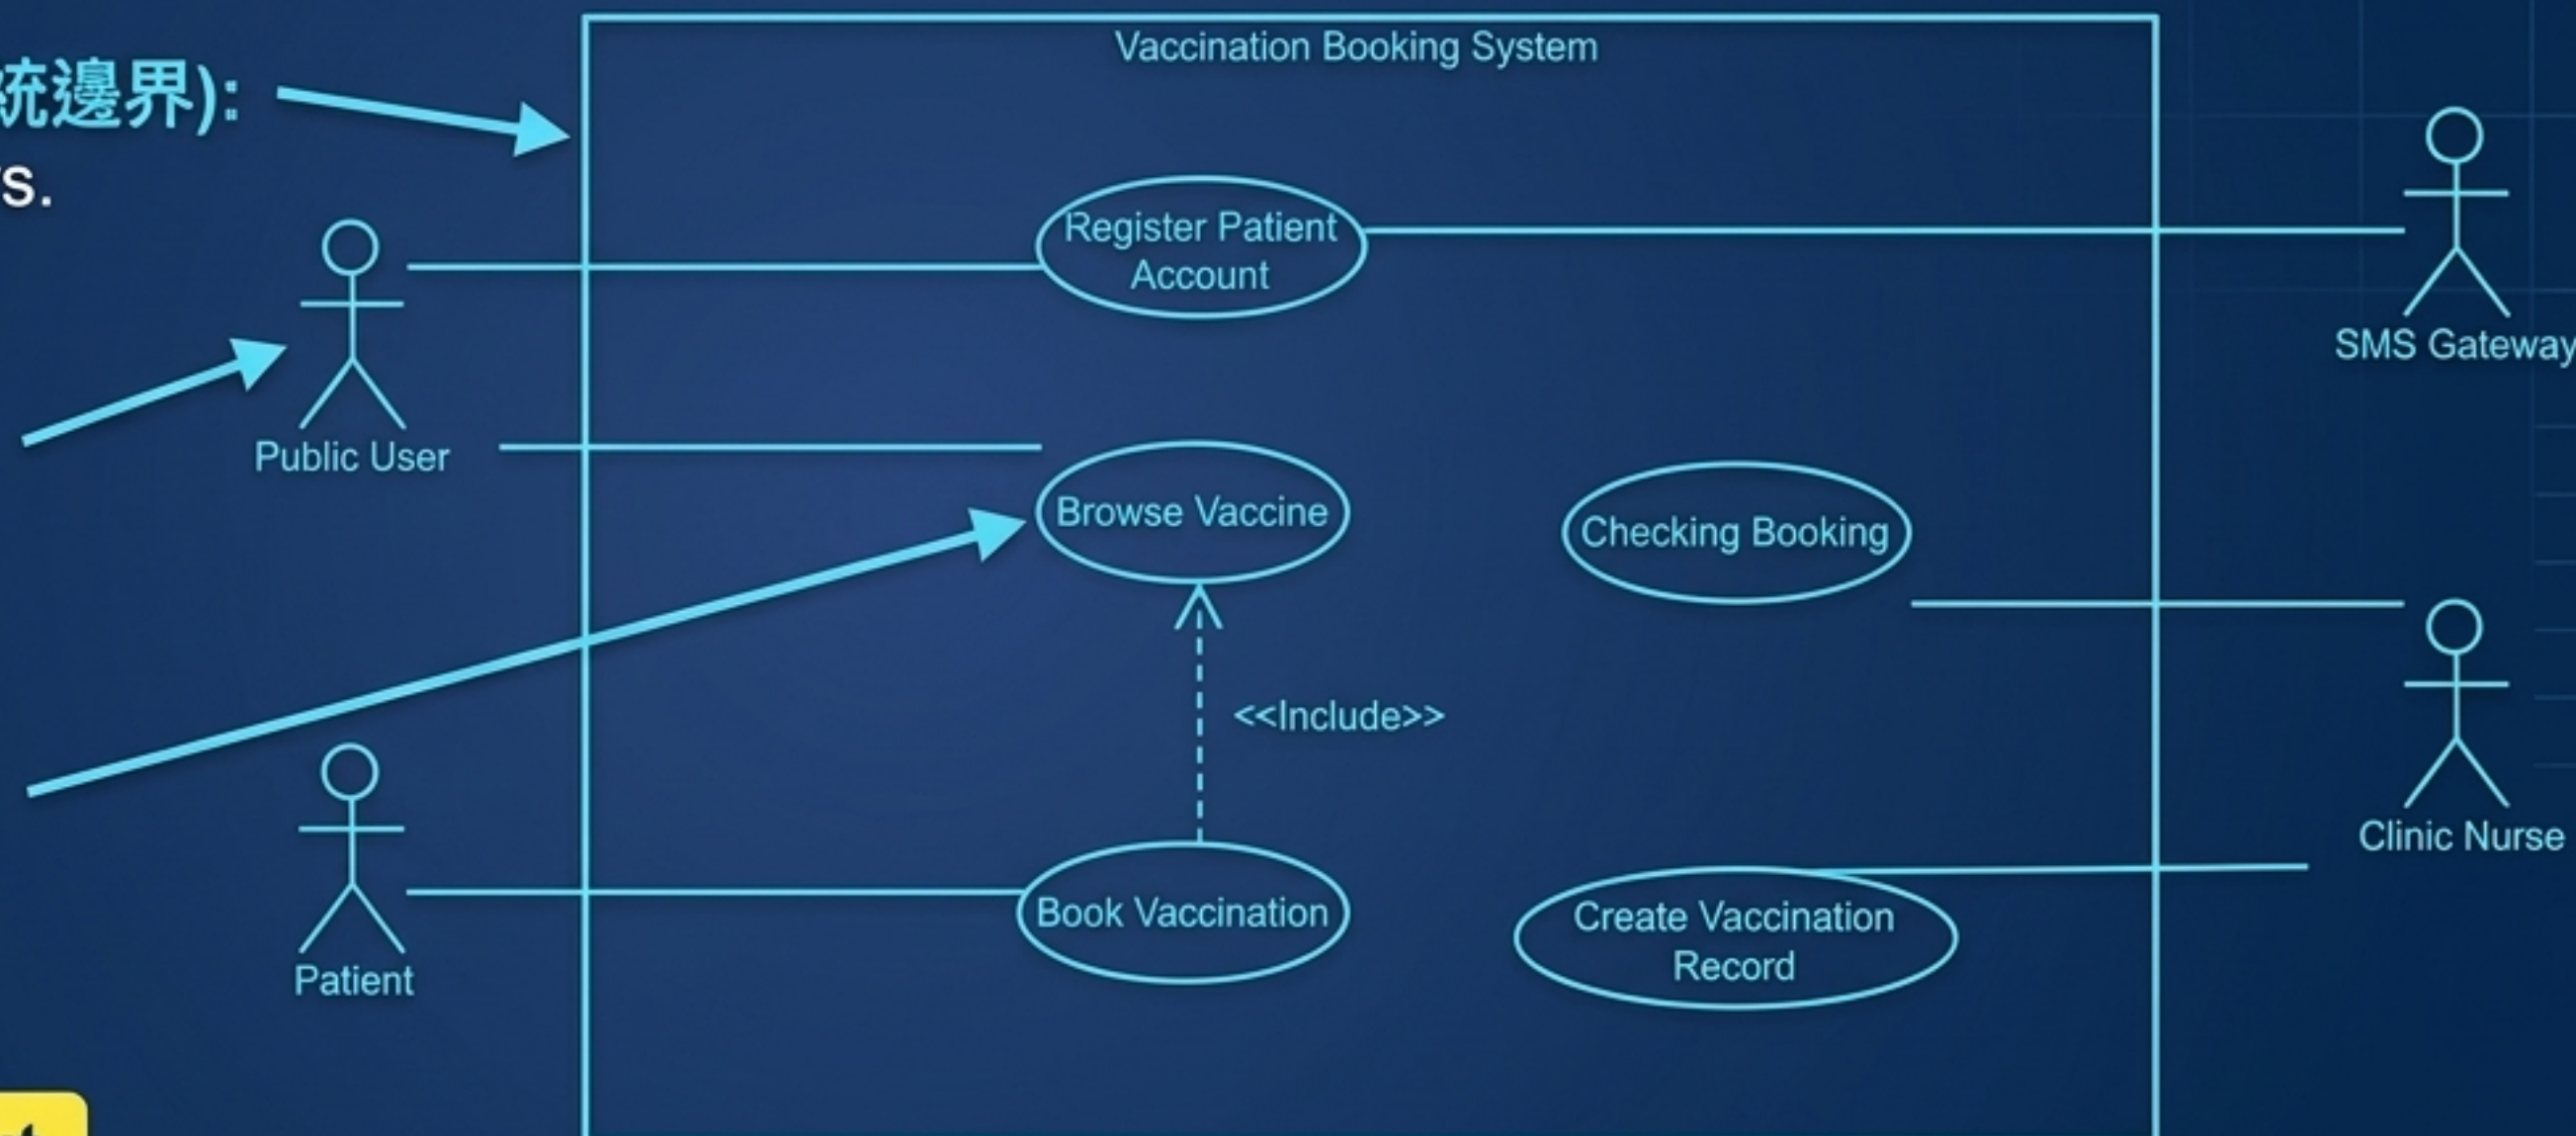 Vaccination Booking System
統邊界):
s.
Register Patient
Account
SMS Gateway
Public User
Browse Vaccine
Checking Booking
<<Include>>
Clinic Nurse
Book Vaccination
Create Vaccination
Record
Patient